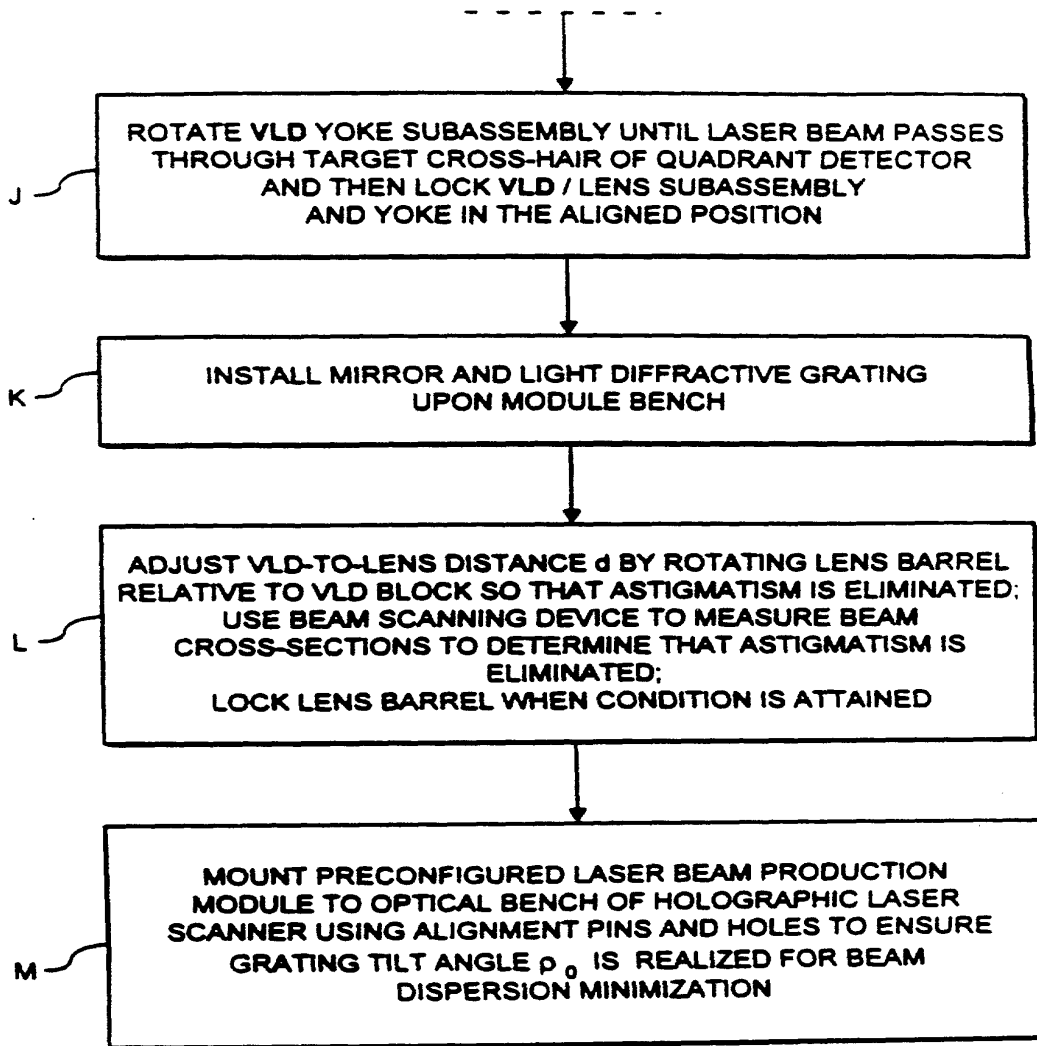 J
ROTATE VLD YOKE SUBASSEMBLY UNTIL LASER BEAM PASSES
THROUGH TARGET CROSS-HAIR OF QUADRANT DETECTOR
AND THEN LOCK VLD / LENS SUBASSEMBLY
AND YOKE IN THE ALIGNED POSITION
K
INSTALL MIRROR AND LIGHT DIFFRACTIVE GRATING
UPON MODULE BENCH
L
ADJUST VLD-TO-LENS DISTANCE d BY ROTATING LENS BARREL
RELATIVE TO VLD BLOCK SO THAT ASTIGMATISM IS ELIMINATED;
USE BEAM SCANNING DEVICE TO MEASURE BEAM
CROSS-SECTIONS TO DETERMINE THAT ASTIGMATISM IS
ELIMINATED;
LOCK LENS BARREL WHEN CONDITION IS ATTAINED
M
MOUNT PRECONFIGURED LASER BEAM PRODUCTION
MODULE TO OPTICAL BENCH OF HOLOGRAPHIC LASER
SCANNER USING ALIGNMENT PINS AND HOLES TO ENSURE
GRATING TILT ANGLE ρ₀ IS REALIZED FOR BEAM
DISPERSION MINIMIZATION